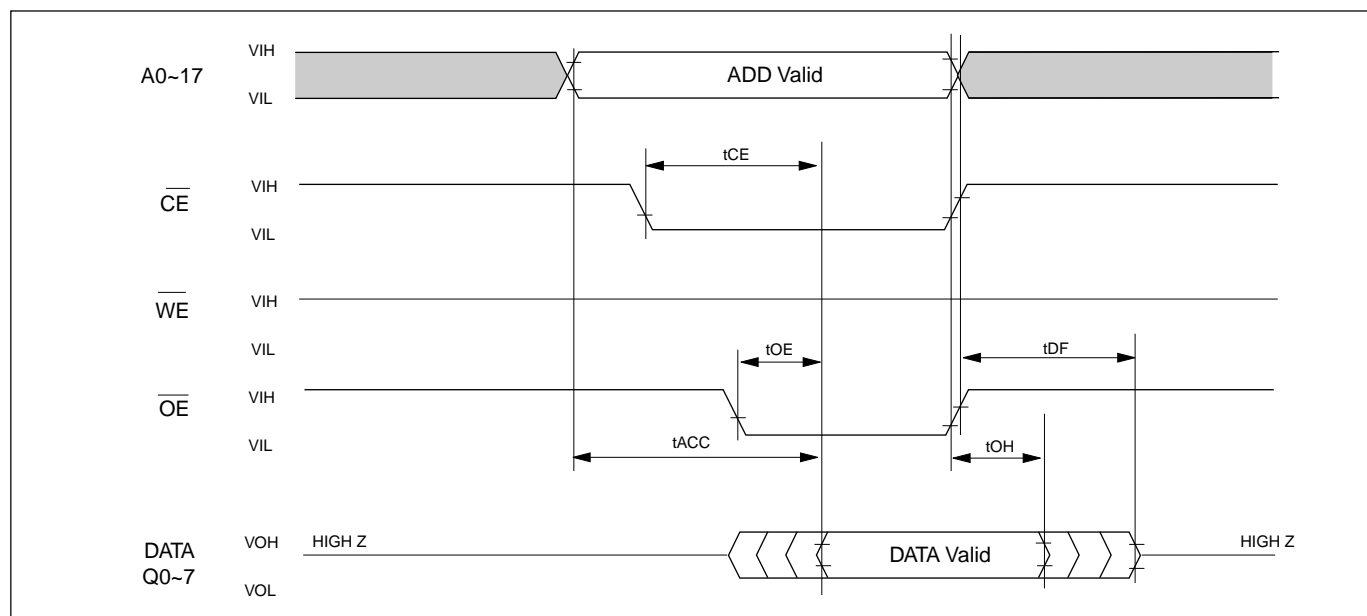 VIH
A0~17
ADD Valid
VIL
tCE
VIH
CE
VIL
VIH
WE
VIL
tOE
tDF
VIH
OE
VIL
tACC
tOH
VOH
HIGH Z
HIGH Z
DATA
Q0~7
DATA Valid
VOL